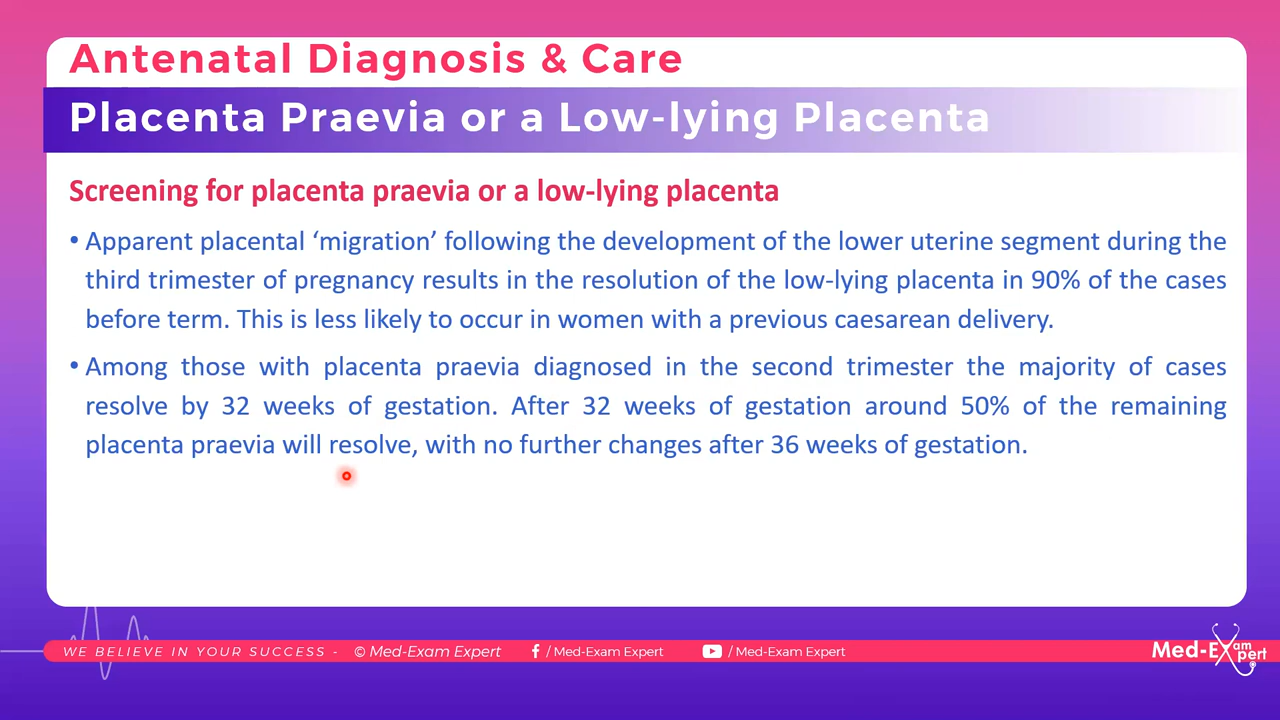 Antenatal Diagnosis & Care
Placenta Praevia or a Low-lying Placenta
Screening for placenta praevia or a low-lying placenta
• Apparent placental ‘migration’ following the development of the lower uterine segment during the
third trimester of pregnancy results in the resolution of the low-lying placenta in 90% of the cases
before term. This is less likely to occur in women with a previous caesarean delivery.
• Among those with placenta praevia diagnosed in the second trimester the majority of cases
resolve by 32 weeks of gestation. After 32 weeks of gestation around 50% of the remaining
placenta praevia will resolve, with no further changes after 36 weeks of gestation.
WE BELIEVE IN YOUR SUCCESS - © Med-Exam Expert f / Med-Exam Expert / Med-Exam Expert
Med-Exam Expert